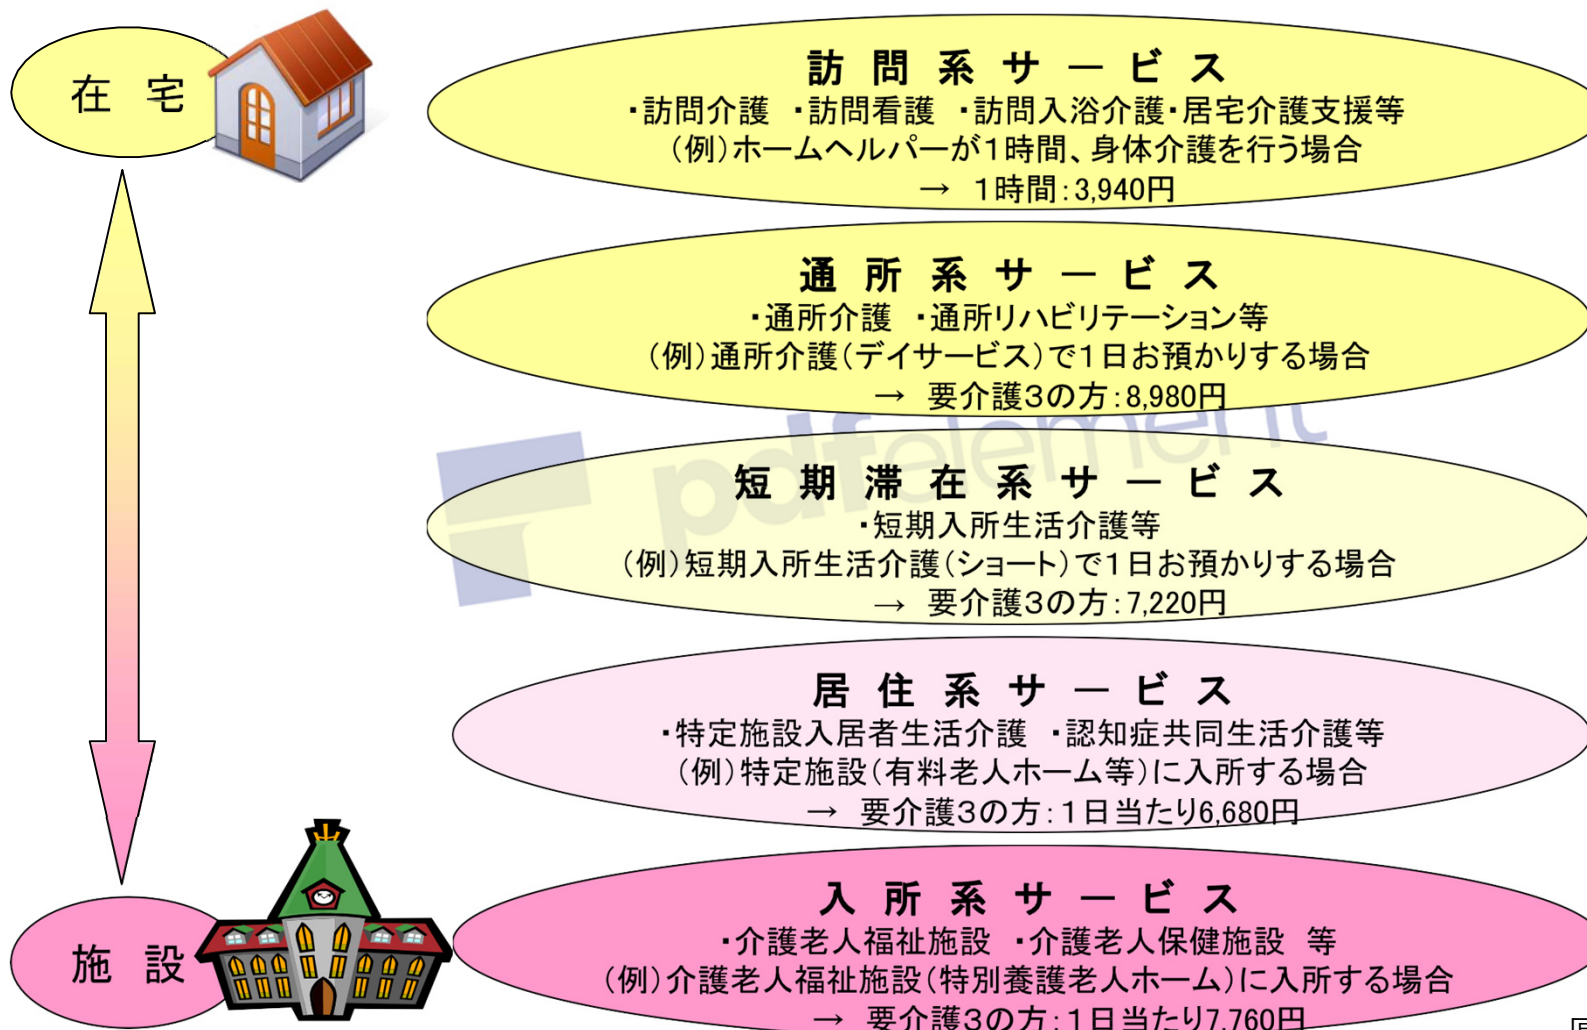 在 宅
訪 問 系 サ ー ビ ス
・訪問介護 ・訪問看護 ・訪問入浴介護・居宅介護支援等
(例)ホームヘルパーが1時間、身体介護を行う場合
→ 1時間:3,940円
通 所 系 サ ー ビ ス
・通所介護 ・通所リハビリテーション等
(例)通所介護(デイサービス)で1日お預かりする場合
→ 要介護3の方:8,980円
pdfelement
短 期 滞 在 系 サ ー ビ ス
・短期入所生活介護等
(例)短期入所生活介護(ショート)で1日お預かりする場合
→ 要介護3の方:7,220円
居 住 系 サ ー ビ ス
・特定施設入居者生活介護 ・認知症共同生活介護等
(例)特定施設(有料老人ホーム等)に入所する場合
→ 要介護3の方:1日当たり6,680円
施 設
入 所 系 サ ー ビ ス
・介護老人福祉施設 ・介護老人保健施設 等
(例)介護老人福祉施設(特別養護老人ホーム)に入所する場合
→ 要介護3の方:1日当たり7,760円